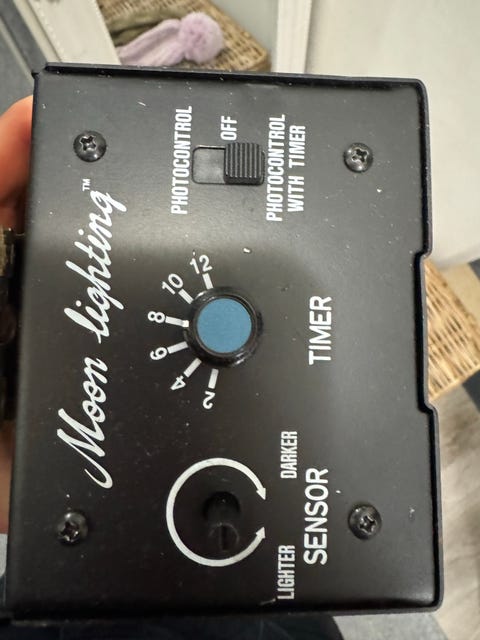 Moon lighting™
PHOTOCONTROL
OFF
PHOTOCONTROL
WITH TIMER
2
4
6
8
10
12
TIMER
LIGHTER
DARKER
SENSOR